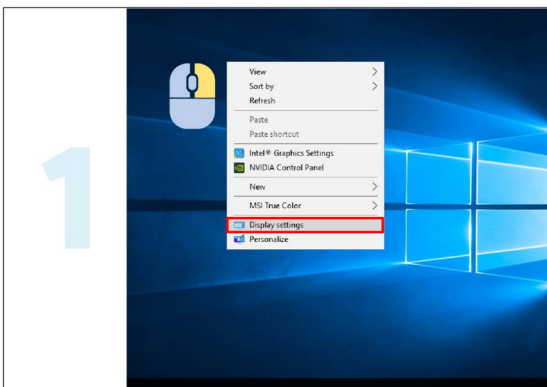 1
View
Sort by
Refresh
Paste
Paste shortcut
Intel® Graphics Settings
NVIDIA Control Panel
New
MSI True Color
Display settings
Personalize